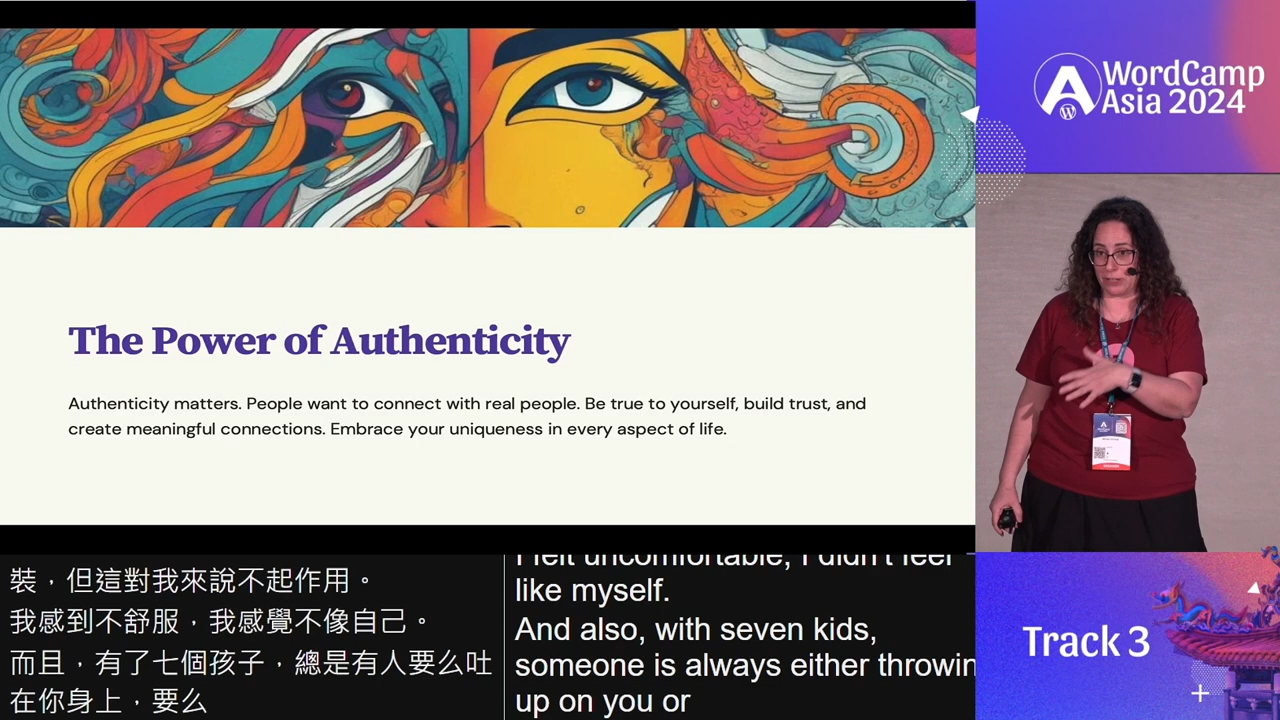 WordCamp
Asia 2024
The Power of Authenticity
Authenticity matters. People want to connect with real people. Be true to yourself, build trust, and
create meaningful connections. Embrace your uniqueness in every aspect of life.
裝，但這對我來說不起作用。
我感到不舒服，我感覺不像自己。
而且，有了七個孩子，總是有人要么吐
在你身上，要么
I felt uncomfortable, I didn't feel
like myself.
And also, with seven kids,
someone is always either throwin
up on you or
Track 3